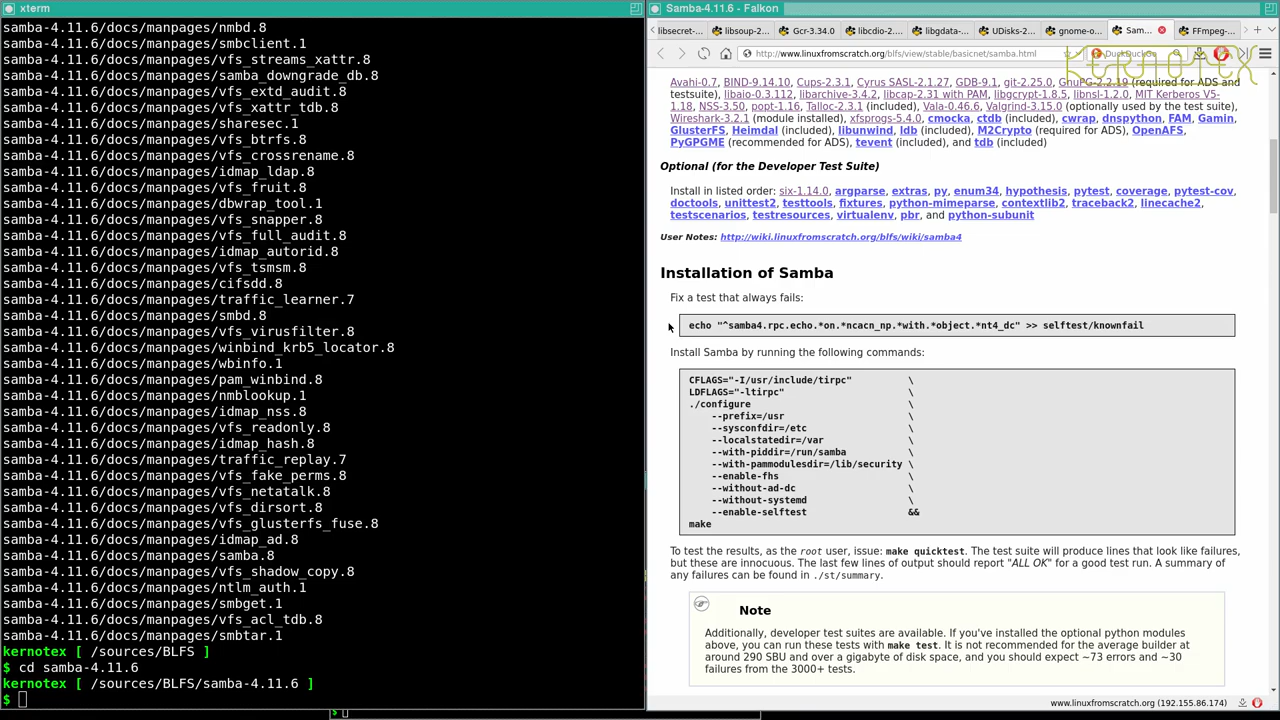 xterm
samba-4.11.6/docs/manpages/nmbd.8
samba-4.11.6/docs/manpages/smbclient.1
samba-4.11.6/docs/manpages/vfs_streams_xattr.8
samba-4.11.6/docs/manpages/samba_downgrade_db.8
samba-4.11.6/docs/manpages/vfs_extd_audit.8
samba-4.11.6/docs/manpages/vfs_xattr_tdb.8
samba-4.11.6/docs/manpages/sharesec.1
samba-4.11.6/docs/manpages/vfs_btrfs.8
samba-4.11.6/docs/manpages/vfs_crossrename.8
samba-4.11.6/docs/manpages/idmap_ldap.8
samba-4.11.6/docs/manpages/vfs_fruit.8
samba-4.11.6/docs/manpages/dbwrap_tool.1
samba-4.11.6/docs/manpages/vfs_snapper.8
samba-4.11.6/docs/manpages/vfs_full_audit.8
samba-4.11.6/docs/manpages/idmap_autorid.8
samba-4.11.6/docs/manpages/vfs_tsmsm.8
samba-4.11.6/docs/manpages/cifsdd.8
samba-4.11.6/docs/manpages/traffic_learner.7
samba-4.11.6/docs/manpages/smbd.8
samba-4.11.6/docs/manpages/vfs_virusfilter.8
samba-4.11.6/docs/manpages/winbind_krb5_locator.8
samba-4.11.6/docs/manpages/wbinfo.1
samba-4.11.6/docs/manpages/pam_winbind.8
samba-4.11.6/docs/manpages/nmblookup.1
samba-4.11.6/docs/manpages/idmap_nss.8
samba-4.11.6/docs/manpages/vfs_readonly.8
samba-4.11.6/docs/manpages/idmap_hash.8
samba-4.11.6/docs/manpages/traffic_replay.7
samba-4.11.6/docs/manpages/vfs_fake_perms.8
samba-4.11.6/docs/manpages/vfs_netatalk.8
samba-4.11.6/docs/manpages/vfs_dirsort.8
samba-4.11.6/docs/manpages/vfs_glusterfs_fuse.8
samba-4.11.6/docs/manpages/idmap_ad.8
samba-4.11.6/docs/manpages/samba.8
samba-4.11.6/docs/manpages/vfs_shadow_copy.8
samba-4.11.6/docs/manpages/ntlm_auth.1
samba-4.11.6/docs/manpages/smbget.1
samba-4.11.6/docs/manpages/vfs_acl_tdb.8
samba-4.11.6/docs/manpages/smbtar.1
kernotex [ /sources/BLFS ]
$ cd samba-4.11.6
kernotex [ /sources/BLFS/samba-4.11.6 ]
$
$
Samba-4.11.6 - Falkon
libsecret-... libsoup-2... Gcr-3.34.0 libcdio-2... libgdata-... UDisks-2... gnome-o... Sam... FFmpeg-...
http://www.linuxfromscratch.org/blfs/view/stable/basicnet/samba.html DuckDuckGo
KERNOTEX
Avahi-0.7, BIND-9.14.10, Cups-2.3.1, Cyrus SASL-2.1.27, GDB-9.1, git-2.25.0, GnuPG-2.2.19 (required for ADS and
testsuite), libaio-0.3.112, libarchive-3.4.2, libcap-2.31 with PAM, libgcrypt-1.8.5, libnsl-1.2.0, MIT Kerberos V5-
1.18, NSS-3.50, popt-1.16, Talloc-2.3.1 (included), Vala-0.46.6, Valgrind-3.15.0 (optionally used by the test suite),
Wireshark-3.2.1 (module installed), xfsprogs-5.4.0, cmocka, ctdb (included), cwrap, dnspython, FAM, Gamin,
GlusterFS, Heimdal (included), libunwind, ldb (included), M2Crypto (required for ADS), OpenAFS,
PyGPGME (recommended for ADS), tevent (included), and tdb (included)
Optional (for the Developer Test Suite)
Install in listed order: six-1.14.0, argparse, extras, py, enum34, hypothesis, pytest, coverage, pytest-cov,
doctools, unittest2, testtools, fixtures, python-mimeparse, contextlib2, traceback2, linecache2,
testscenarios, testresources, virtualenv, pbr, and python-subunit
User Notes: http://wiki.linuxfromscratch.org/blfs/wiki/samba4
Installation of Samba
Fix a test that always fails:
echo "^samba4.rpc.echo.*on.*ncacn_np.*with.*object.*nt4_dc" >> selftest/knownfail
Install Samba by running the following commands:
CFLAGS="-I/usr/include/tirpc" \
LDFLAGS="-ltirpc" \
./configure \
--prefix=/usr \
--sysconfdir=/etc \
--localstatedir=/var \
--with-piddir=/run/samba \
--with-pammodulesdir=/lib/security \
--enable-fhs \
--without-ad-dc \
--without-systemd \
--enable-selftest &&
make
To test the results, as the root user, issue: make quicktest. The test suite will produce lines that look like failures,
but these are innocuous. The last few lines of output should report "ALL OK" for a good test run. A summary of
any failures can be found in ./st/summary.
Note
Additionally, developer test suites are available. If you've installed the optional python modules
above, you can run these tests with make test. It is not recommended for the average builder at
around 290 SBU and over a gigabyte of disk space, and you should expect ~73 errors and ~30
failures from the 3000+ tests.
www.linuxfromscratch.org (192.155.86.174)